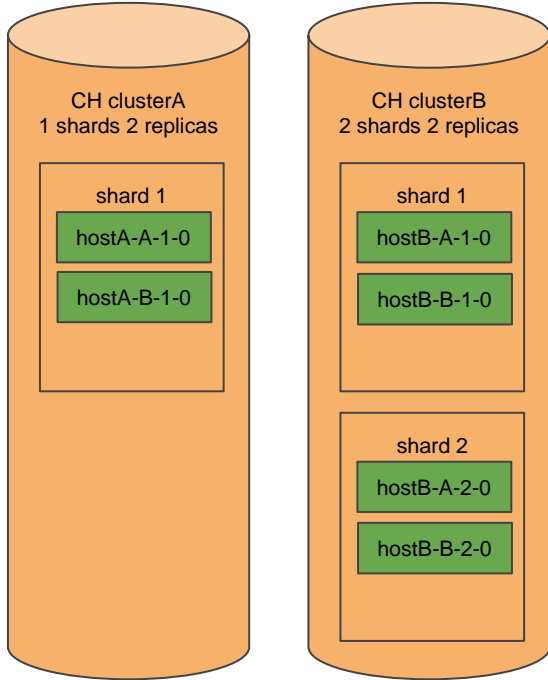 CH clusterA
1 shards 2 replicas
shard 1
hostA-A-1-0
hostA-B-1-0
CH clusterB
2 shards 2 replicas
shard 1
hostB-A-1-0
hostB-B-1-0
shard 2
hostB-A-2-0
hostB-B-2-0